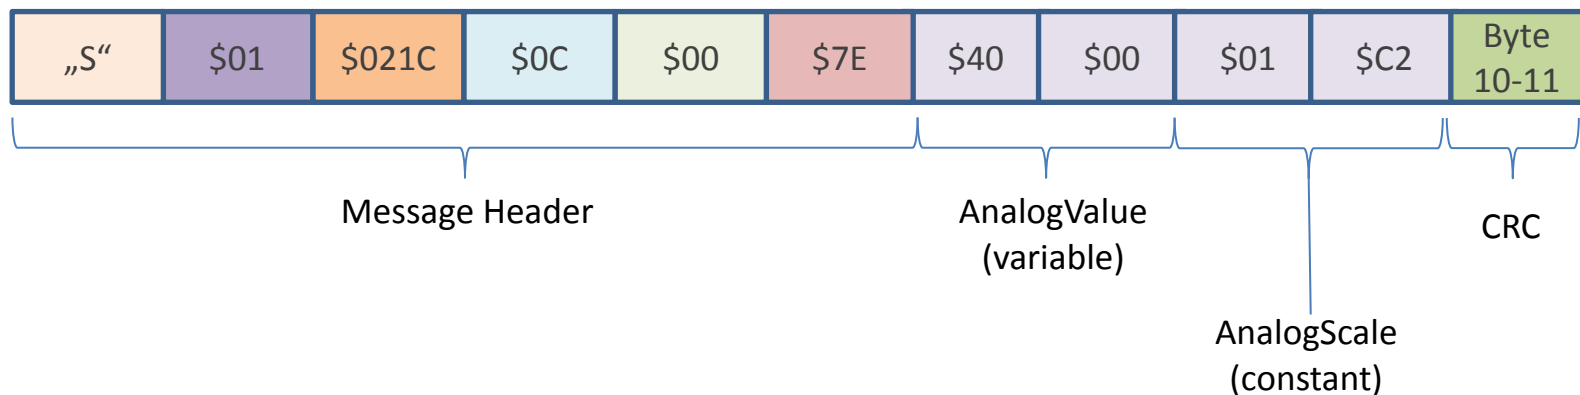 „S“ $01 $021C $0C $00 $7E $40 $00 $01 $C2 Byte
10-11
Message Header
AnalogValue
(variable)
CRC
AnalogScale
(constant)